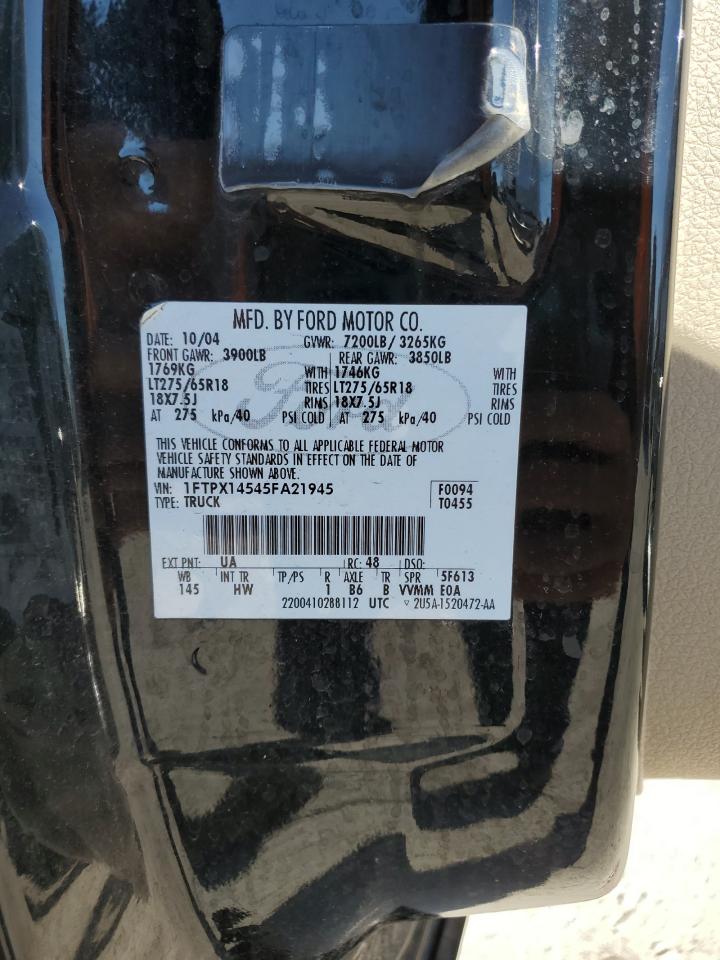 MFD. BY FORD MOTOR CO.
DATE: 10/04 GVWR: 7200LB/ 3265KG
FRONT GAWR: 3900LB REAR GAWR: 3850LB
1769KG WITH 1746KG WITH
LT275/65R18 TIRES LT275/65R18 TIRES
18X7.5J RIMS 18X7.5J RIMS
AT 275 kPa/40 PSI COLD AT 275 kPa/40 PSI COLD
Ford
THIS VEHICLE CONFORMS TO ALL APPLICABLE FEDERAL MOTOR
VEHICLE SAFETY STANDARDS IN EFFECT ON THE DATE OF
MANUFACTURE SHOWN ABOVE.
VIN: 1FTPX14545FA21945 F0094
TYPE: TRUCK T0455
EXT PNT: UA RC: 48 DSO:
WB INT TR TP/PS R AXLE TR SPR 5F613
145 HW 1 B6 B VVMM E0A
2200410288112 UTC ▽ 2U5A-1520472-AA